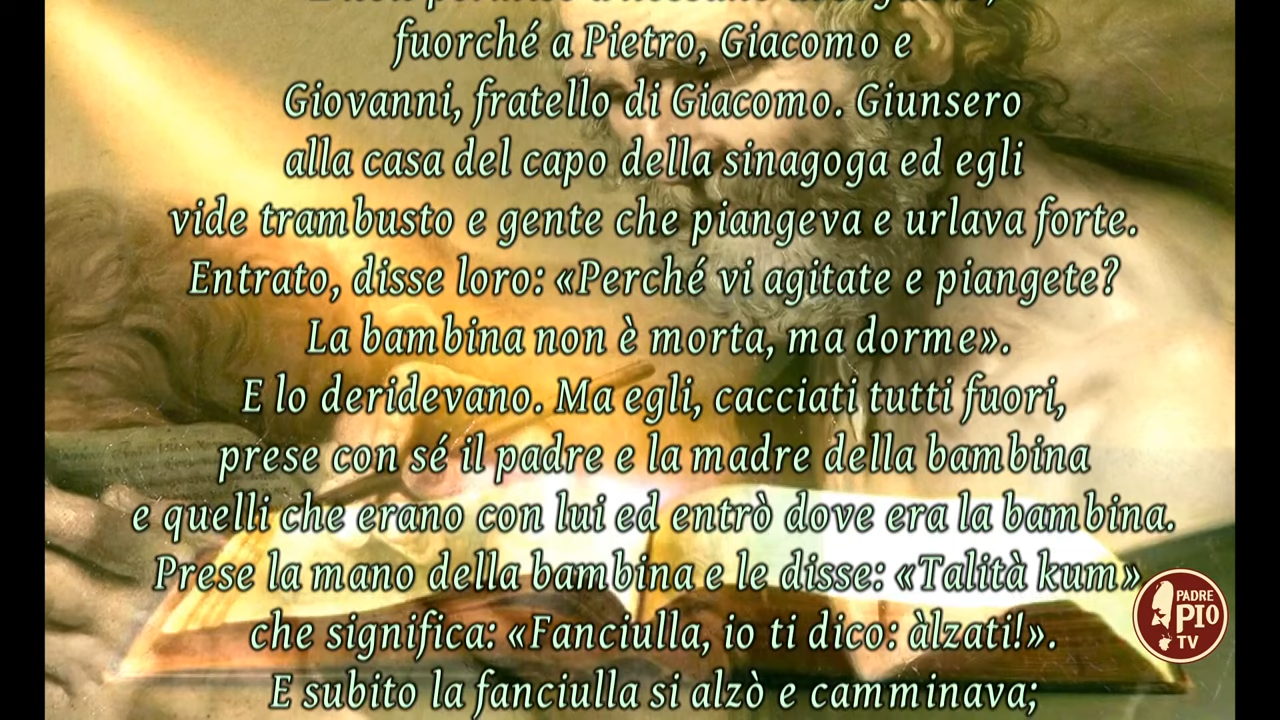 fuorché a Pietro, Giacomo e
Giovanni, fratello di Giacomo. Giunsero
alla casa del capo della sinagoga ed egli
vide trambusto e gente che piangeva e urlava forte.
Entrato, disse loro: «Perché vi agitate e piangete?
La bambina non è morta, ma dorme».
E lo deridevano. Ma egli, cacciati tutti fuori,
prese con sé il padre e la madre della bambina
e quelli che erano con lui ed entrò dove era la bambina.
Prese la mano della bambina e le disse: «Talità kum»
che significa: «Fanciulla, io ti dico: àlzati!».
E subito la fanciulla si alzò e camminava;
PADRE
PIO
TV